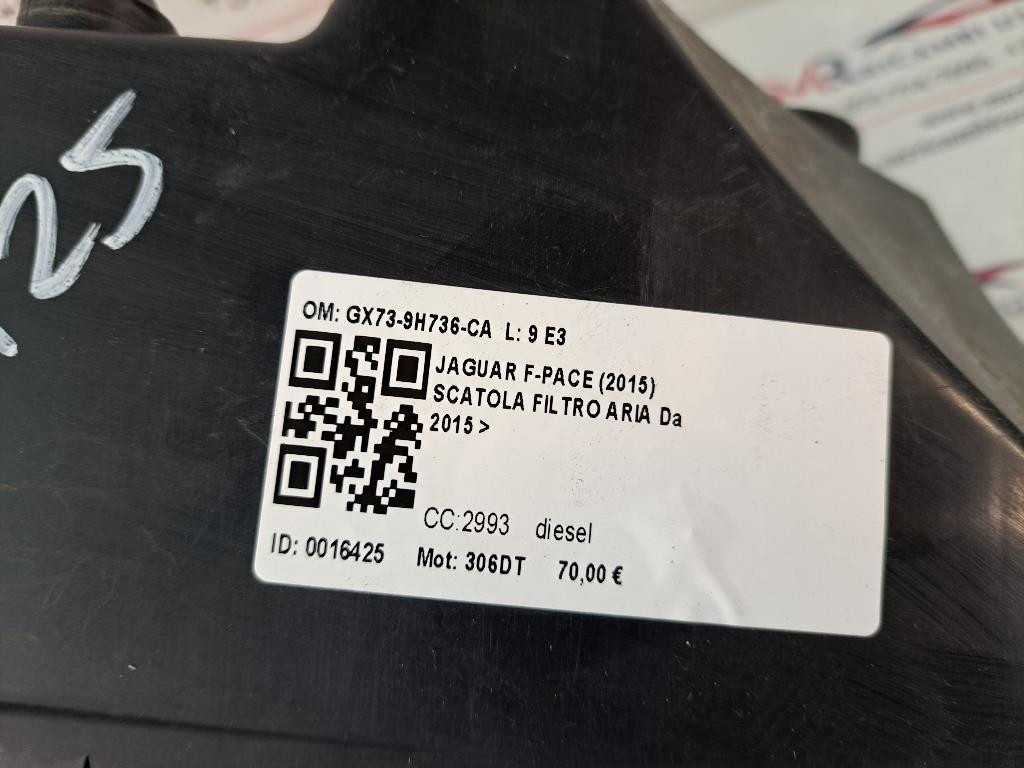 25
OM: GX73-9H736-CA L: 9 E3
JAGUAR F-PACE (2015)
SCATOLA FILTRO ARIA Da
2015 >
CC:2993 diesel
ID: 0016425 Mot: 306DT 70,00 €